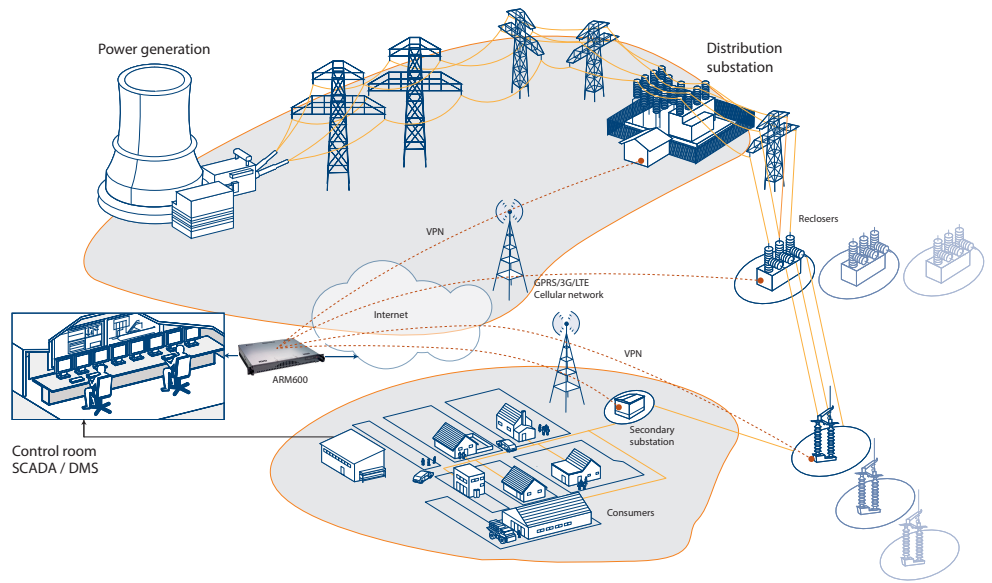 Power generation
Distribution
substation
VPN
Reclosers
GPRS/3G/LTE
Cellular network
Internet
VPN
ARM600
Control room
SCADA / DMS
Secondary
substation
Consumers